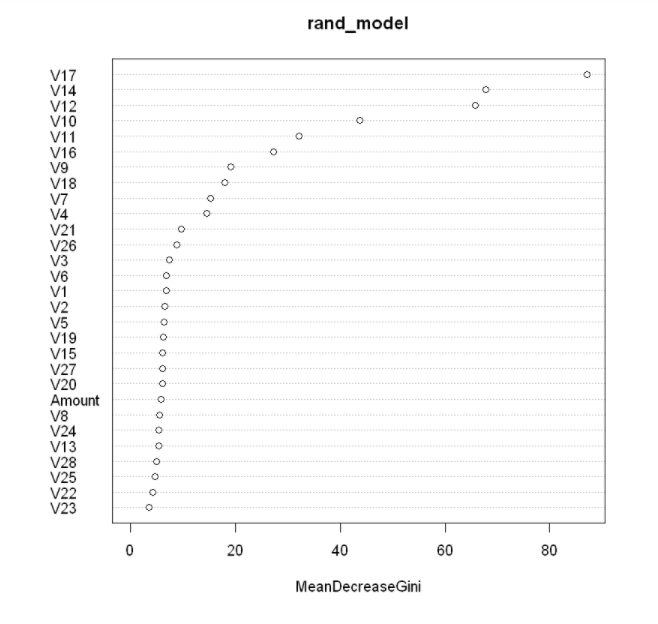 rand_model
V17
V14
V12
V10
V11
V16
V9
V18
V7
V4
V21
V26
V3
V6
V1
V2
V5
V19
V15
V27
V20
Amount
V8
V24
V13
V28
V25
V22
V23
0 20 40 60 80
MeanDecreaseGini